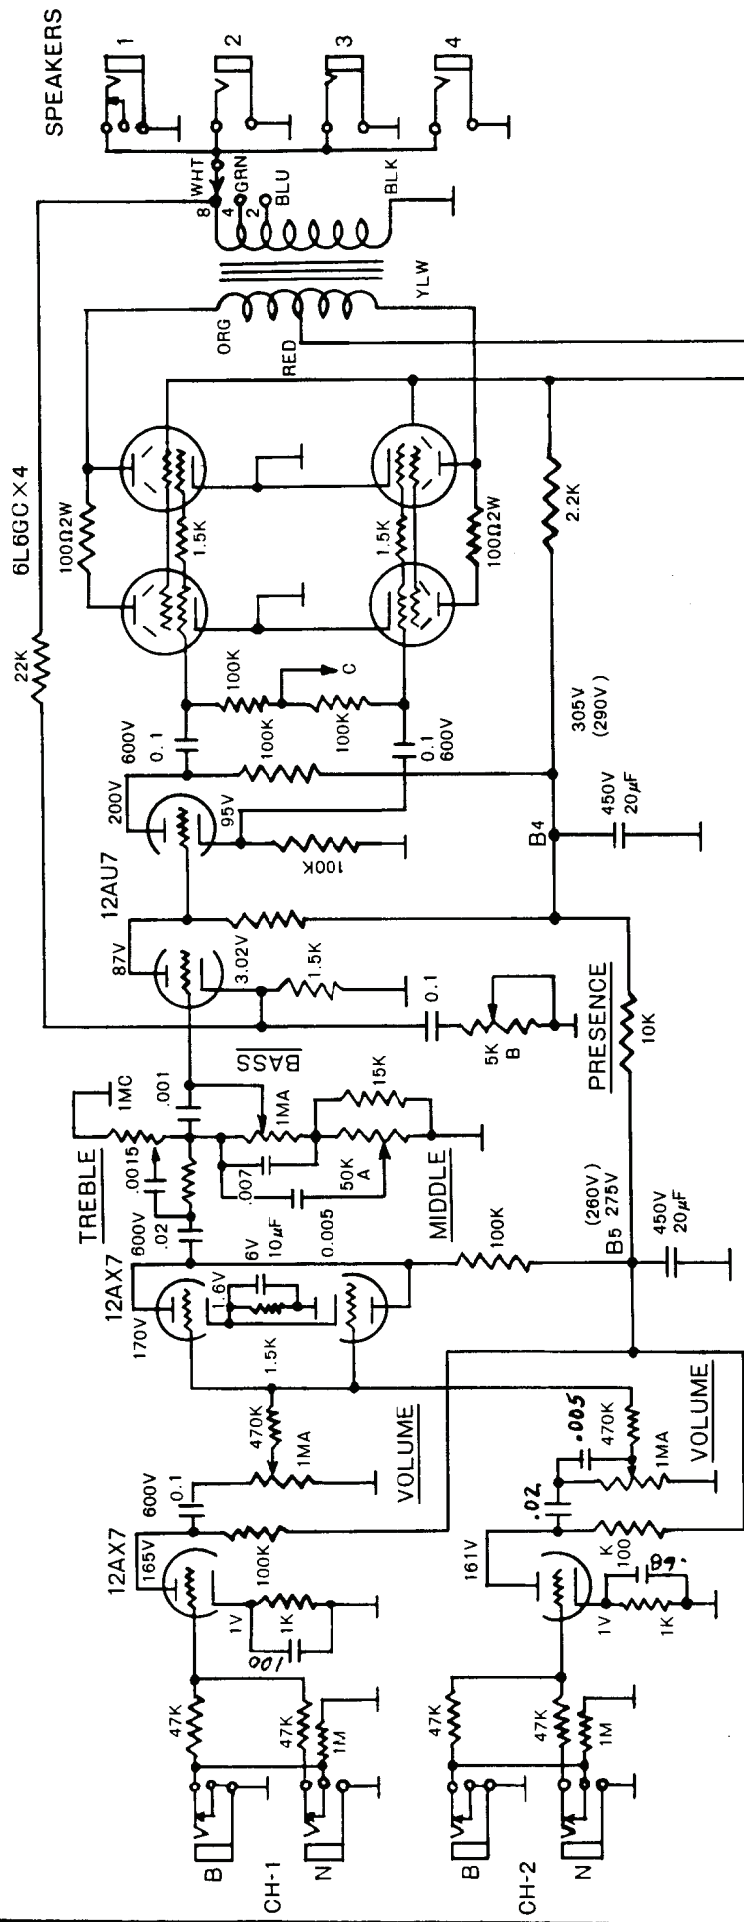 SPEAKERS
1
2
3
4
WHT
8
GRN
4
BLU
2
BLK
ORG
RED
YLW
6L6GC×4
22K
100Ω2W
1.5K
1.5K
100Ω2W
2.2K
100K
C
100K
600V
0.1
100K
0.1
600V
305V
(290V)
200V
95V
100K
12AU7
B4
450V
20µF
87V
3.02V
1.5K
0.1
5K
B
PRESENCE
10K
BASS
TREBLE
1MC
.001
.0015
1MA
15K
.007
50K
A
MIDDLE
0.005
600V
.02
6V
10µF
12AX7
170V
1.6V
1.5K
100K
(260V)
275V
B5
450V
20µF
470K
1MA
VOLUME
600V
0.1
.005
470K
1MA
VOLUME
.02
12AX7
165V
100K
161V
K
100
1V
1K
100
1V
1K
.68
47K
47K
1M
47K
47K
1M
B
CH-1
N
B
CH-2
N